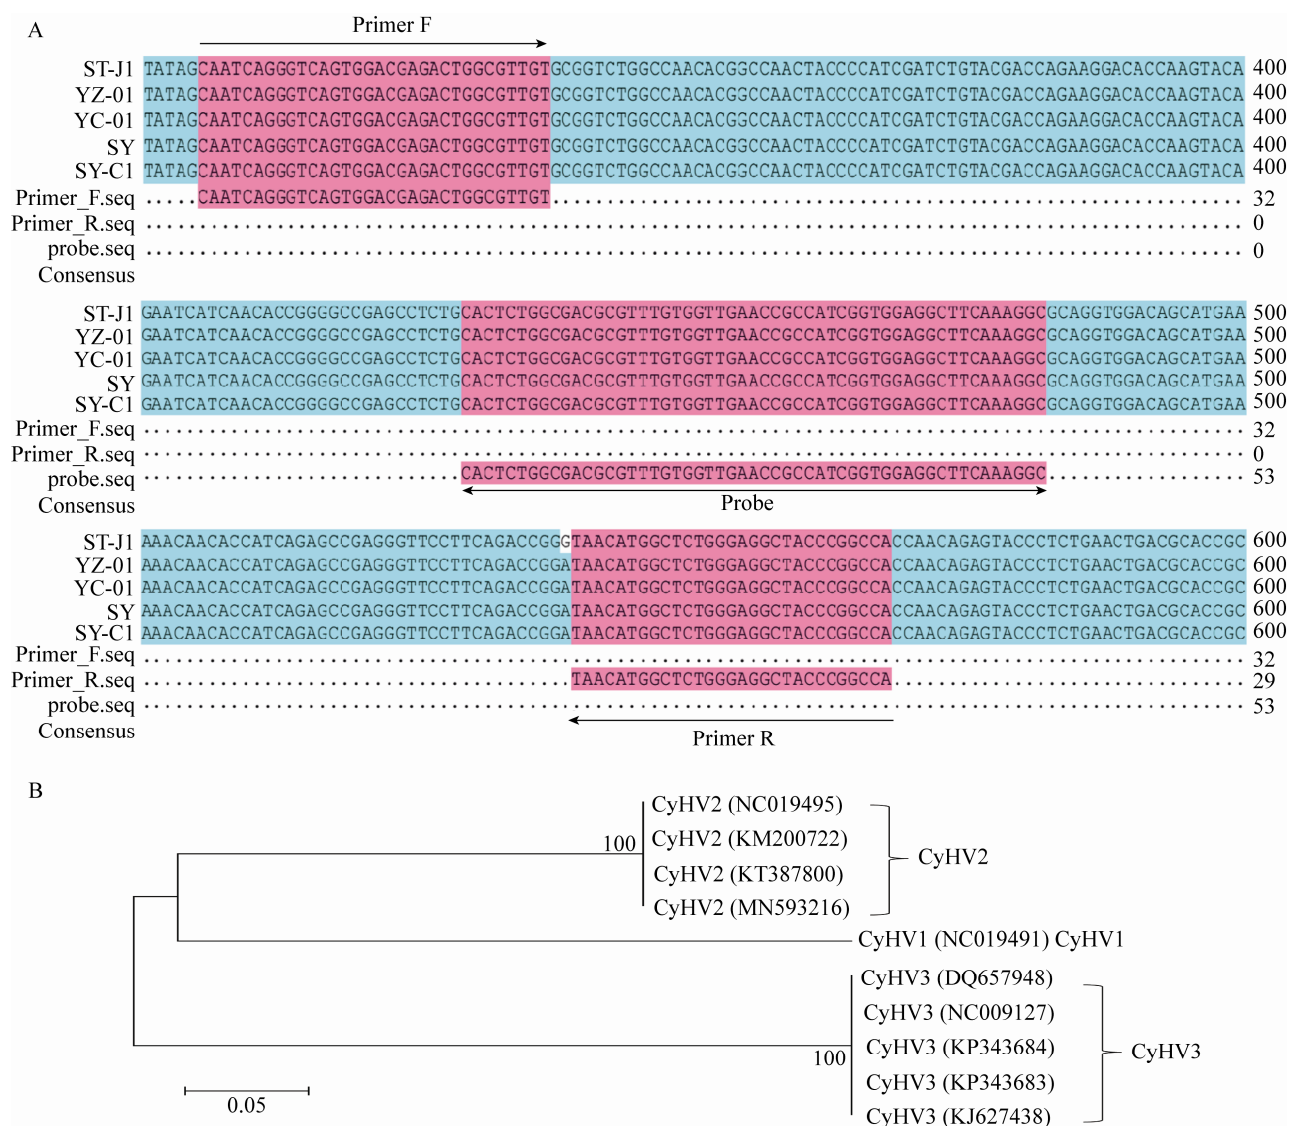 A
Primer F
ST-J1 TATAGCAATCAGGGTCAGTGGACGAGACTGGCGTTGTGCGGTCTGGCCAACACGGCCAACTACCCCATCGATCTGTACGACCAGAAGGACACCAAGTACA 400
YZ-01 TATAGCAATCAGGGTCAGTGGACGAGACTGGCGTTGTGCGGTCTGGCCAACACGGCCAACTACCCCATCGATCTGTACGACCAGAAGGACACCAAGTACA 400
YC-01 TATAGCAATCAGGGTCAGTGGACGAGACTGGCGTTGTGCGGTCTGGCCAACACGGCCAACTACCCCATCGATCTGTACGACCAGAAGGACACCAAGTACA 400
SY TATAGCAATCAGGGTCAGTGGACGAGACTGGCGTTGTGCGGTCTGGCCAACACGGCCAACTACCCCATCGATCTGTACGACCAGAAGGACACCAAGTACA 400
SY-C1 TATAGCAATCAGGGTCAGTGGACGAGACTGGCGTTGTGCGGTCTGGCCAACACGGCCAACTACCCCATCGATCTGTACGACCAGAAGGACACCAAGTACA 400
Primer_F.seq CAATCAGGGTCAGTGGACGAGACTGGCGTTGT 32
Primer_R.seq 0
probe.seq 0
Consensus
ST-J1 GAATCATCAACACCGGGGCCGAGCCTCTGCACTCTGGCGACGCGTTTGTGGTTGAACCGCCATCGGTGGAGGCTTCAAAGGCGCAGGTGGACAGCATGAA 500
YZ-01 GAATCATCAACACCGGGGCCGAGCCTCTGCACTCTGGCGACGCGTTTGTGGTTGAACCGCCATCGGTGGAGGCTTCAAAGGCGCAGGTGGACAGCATGAA 500
YC-01 GAATCATCAACACCGGGGCCGAGCCTCTGCACTCTGGCGACGCGTTTGTGGTTGAACCGCCATCGGTGGAGGCTTCAAAGGCGCAGGTGGACAGCATGAA 500
SY GAATCATCAACACCGGGGCCGAGCCTCTGCACTCTGGCGACGCGTTTGTGGTTGAACCGCCATCGGTGGAGGCTTCAAAGGCGCAGGTGGACAGCATGAA 500
SY-C1 GAATCATCAACACCGGGGCCGAGCCTCTGCACTCTGGCGACGCGTTTGTGGTTGAACCGCCATCGGTGGAGGCTTCAAAGGCGCAGGTGGACAGCATGAA 500
Primer_F.seq 32
Primer_R.seq 0
probe.seq CACTCTGGCGACGCGTTTGTGGTTGAACCGCCATCGGTGGAGGCTTCAAAGGC 53
Probe
Consensus
ST-J1 AAACAACACCATCAGAGCCGAGGGTTCCTTCAGACCGGGTAACATGGCTCTGGGAGGCTACCCGGCCACCAACAGAGTACCCTCTGAACTGACGCACCGC 600
YZ-01 AAACAACACCATCAGAGCCGAGGGTTCCTTCAGACCGGATAACATGGCTCTGGGAGGCTACCCGGCCACCAACAGAGTACCCTCTGAACTGACGCACCGC 600
YC-01 AAACAACACCATCAGAGCCGAGGGTTCCTTCAGACCGGATAACATGGCTCTGGGAGGCTACCCGGCCACCAACAGAGTACCCTCTGAACTGACGCACCGC 600
SY AAACAACACCATCAGAGCCGAGGGTTCCTTCAGACCGGATAACATGGCTCTGGGAGGCTACCCGGCCACCAACAGAGTACCCTCTGAACTGACGCACCGC 600
SY-C1 AAACAACACCATCAGAGCCGAGGGTTCCTTCAGACCGGATAACATGGCTCTGGGAGGCTACCCGGCCACCAACAGAGTACCCTCTGAACTGACGCACCGC 600
Primer_F.seq 32
Primer_R.seq TAACATGGCTCTGGGAGGCTACCCGGCCA 29
probe.seq 53
Consensus
Primer R
B
CyHV2 (NC019495)
100
CyHV2 (KM200722)
CyHV2
CyHV2 (KT387800)
CyHV2 (MN593216)
CyHV1 (NC019491) CyHV1
CyHV3 (DQ657948)
CyHV3 (NC009127)
CyHV3 (KP343684)
CyHV3
100
CyHV3 (KP343683)
CyHV3 (KJ627438)
0.05